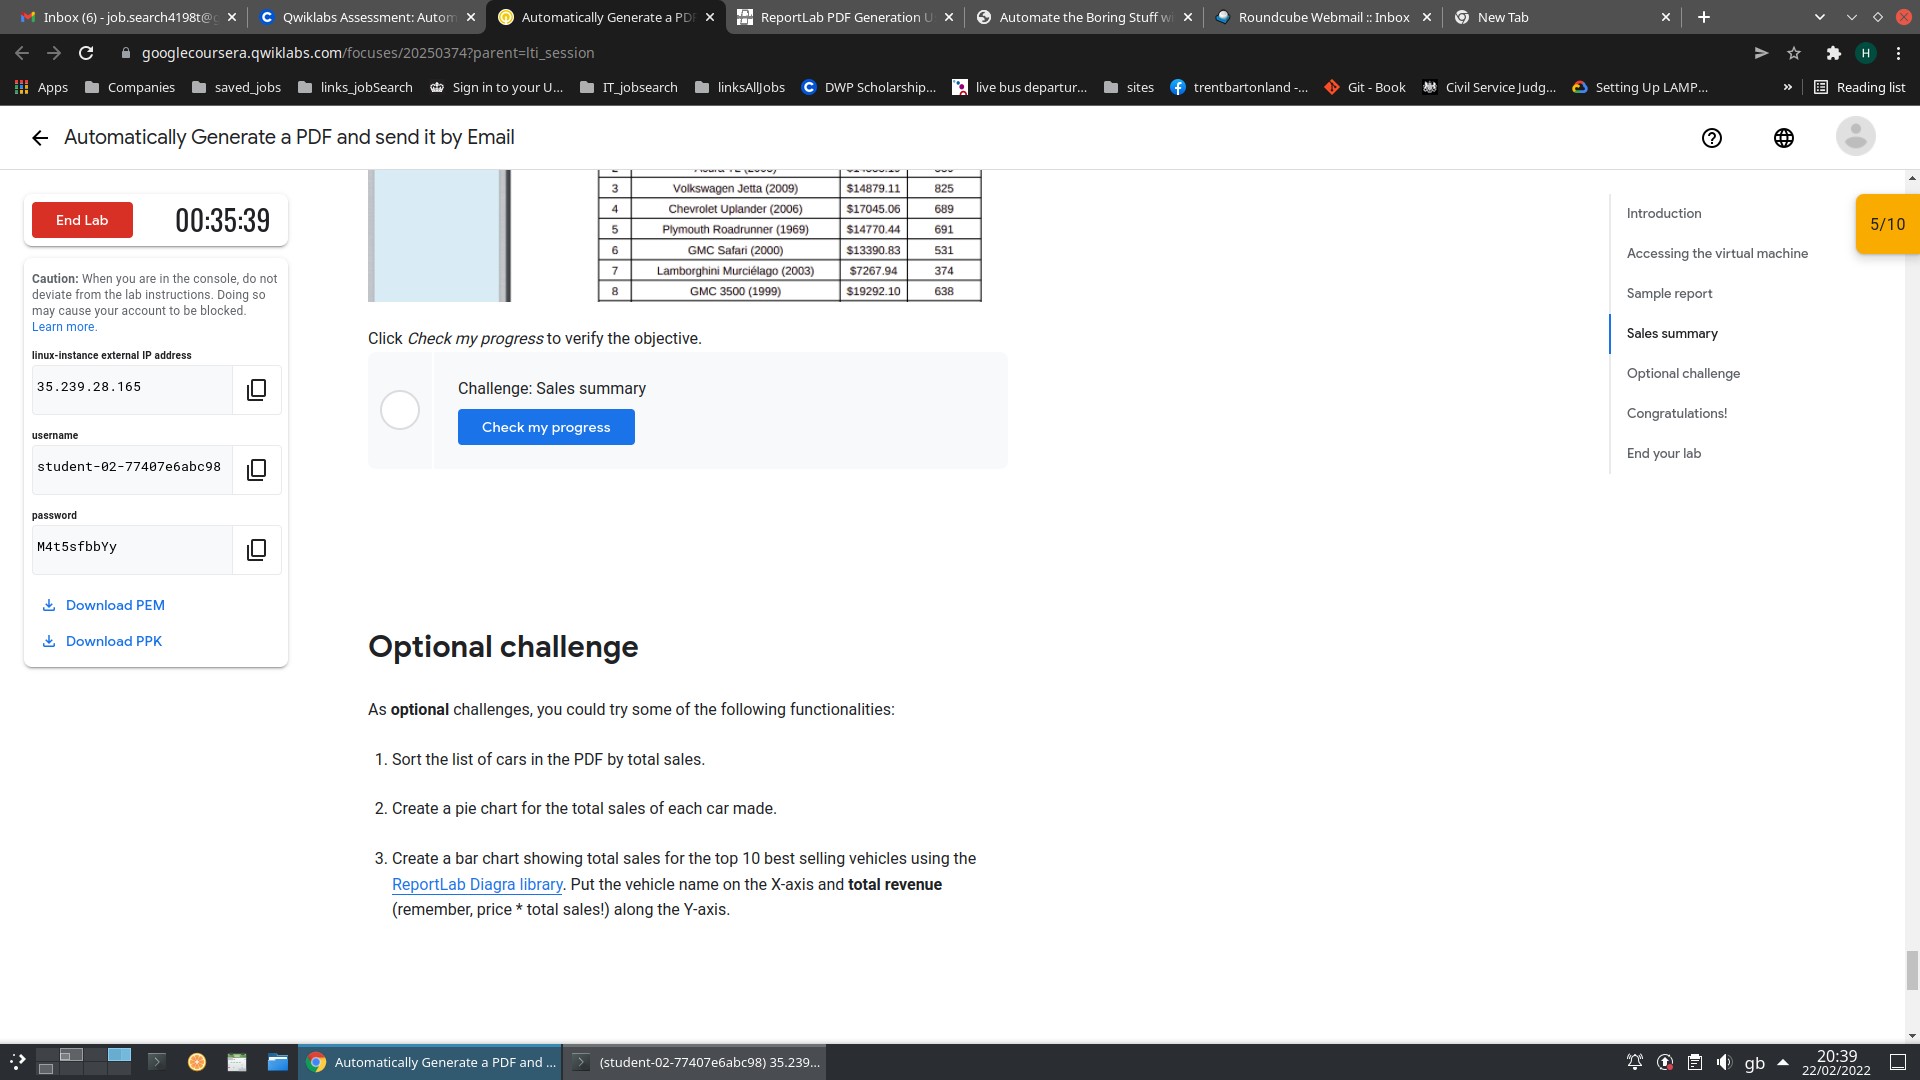 Inbox (6) - job.search4198t@g
Qwiklabs Assessment: Autom
Automatically Generate a PDF
ReportLab PDF Generation U
Automate the Boring Stuff wi
Roundcube Webmail :: Inbox
New Tab
googlecoursera.qwiklabs.com/focuses/20250374?parent=lti_session
H
Apps
Companies
saved_jobs
links_jobSearch
Sign in to your U...
IT_jobsearch
linksAllJobs
DWP Scholarship...
live bus departur...
sites
trentbartonland -...
Git - Book
Civil Service Judg...
Setting Up LAMP...
»
Reading list
Automatically Generate a PDF and send it by Email
End Lab
00:35:39
Caution: When you are in the console, do not
deviate from the lab instructions. Doing so
may cause your account to be blocked.
Learn more.
linux-instance external IP address
35.239.28.165
username
student-02-77407e6abc98
password
M4t5sfbbYy
Download PEM
Download PPK
3 Volkswagen Jetta (2009) $14879.11 825
4 Chevrolet Uplander (2006) $17045.06 689
5 Plymouth Roadrunner (1969) $14770.44 691
6 GMC Safari (2000) $13390.83 531
7 Lamborghini Murciélago (2003) $7267.94 374
8 GMC 3500 (1999) $19292.10 638
Click Check my progress to verify the objective.
Challenge: Sales summary
Check my progress
Optional challenge
As optional challenges, you could try some of the following functionalities:
1. Sort the list of cars in the PDF by total sales.
2. Create a pie chart for the total sales of each car made.
3. Create a bar chart showing total sales for the top 10 best selling vehicles using the
ReportLab Diagra library. Put the vehicle name on the X-axis and total revenue
(remember, price * total sales!) along the Y-axis.
Introduction
Accessing the virtual machine
Sample report
Sales summary
Optional challenge
Congratulations!
End your lab
5/10
Automatically Generate a PDF and ...
(student-02-77407e6abc98) 35.239...
gb
20:39
22/02/2022